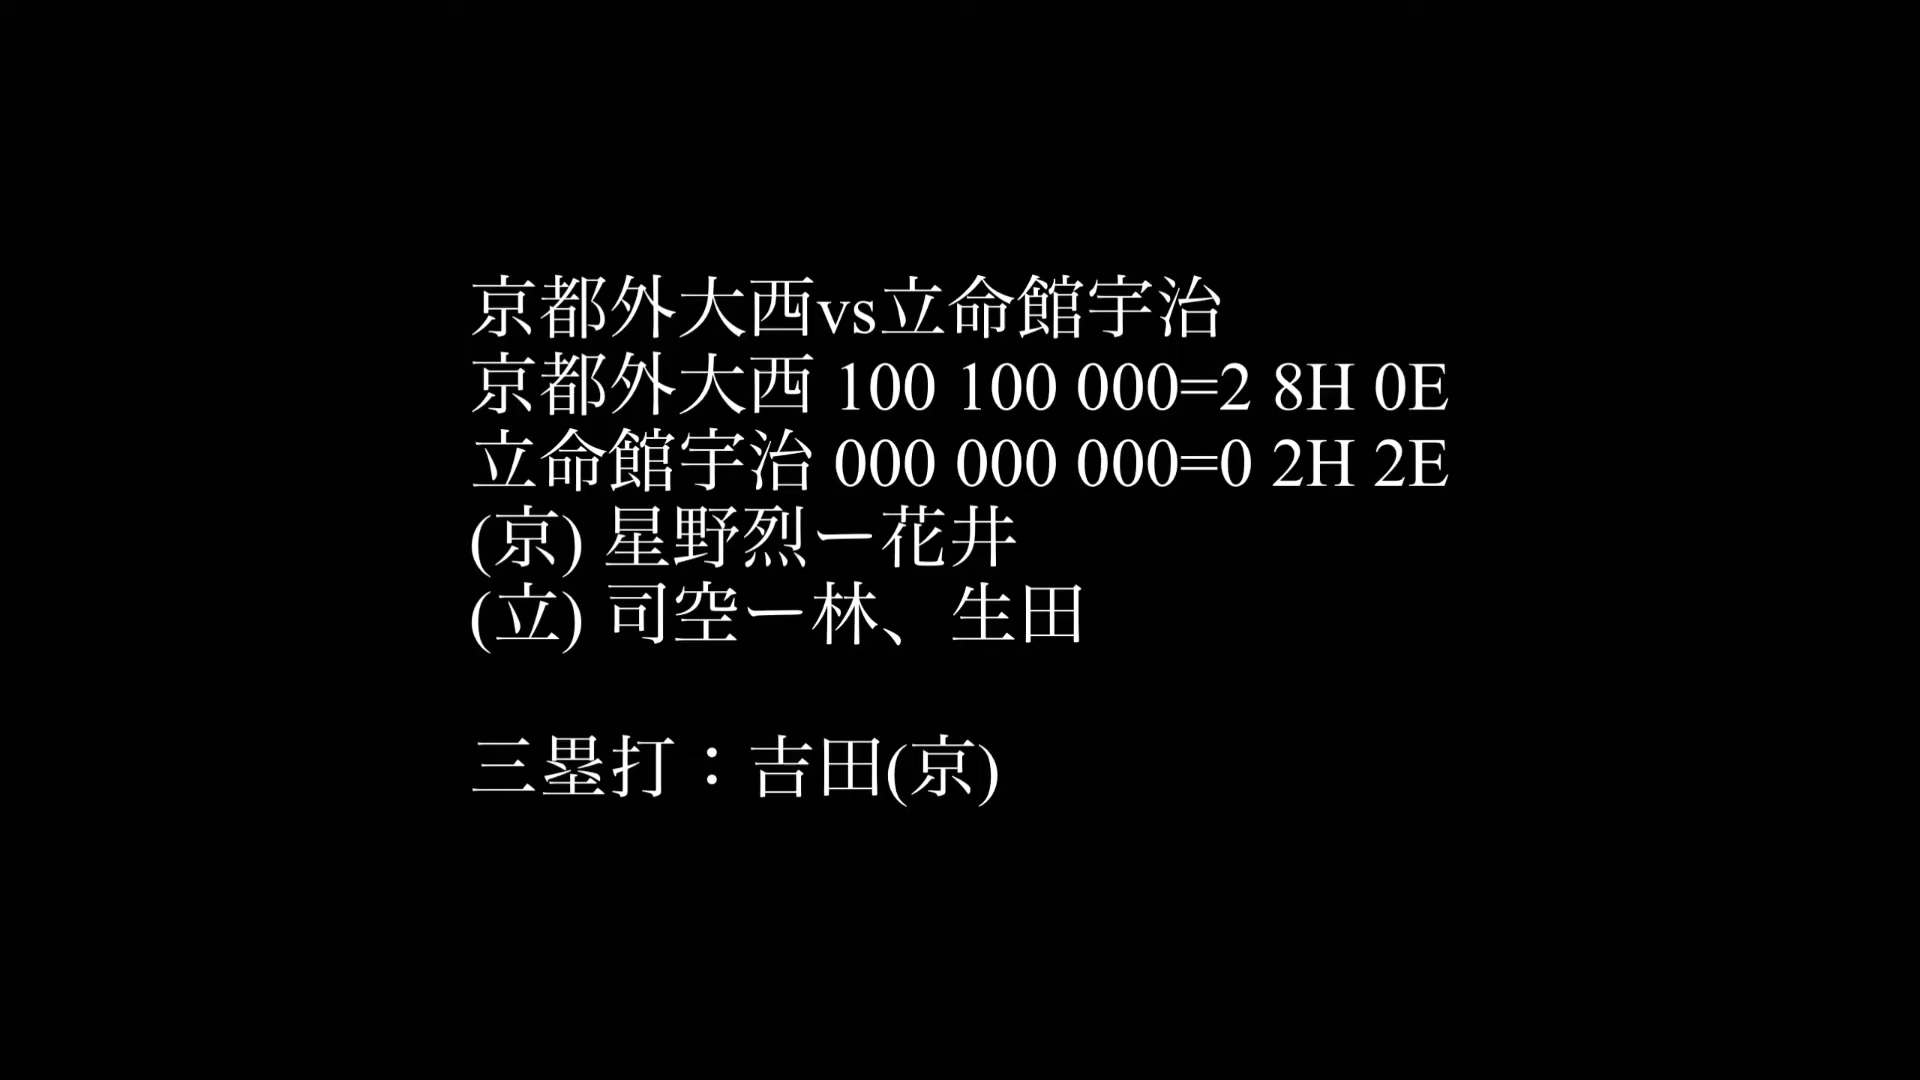 京都外大西vs立命館宇治
京都外大西 100 100 000=2 8H 0E
立命館宇治 000 000 000=0 2H 2E
(京) 星野烈ー花井
(立) 司空ー林、生田
三塁打：吉田(京)